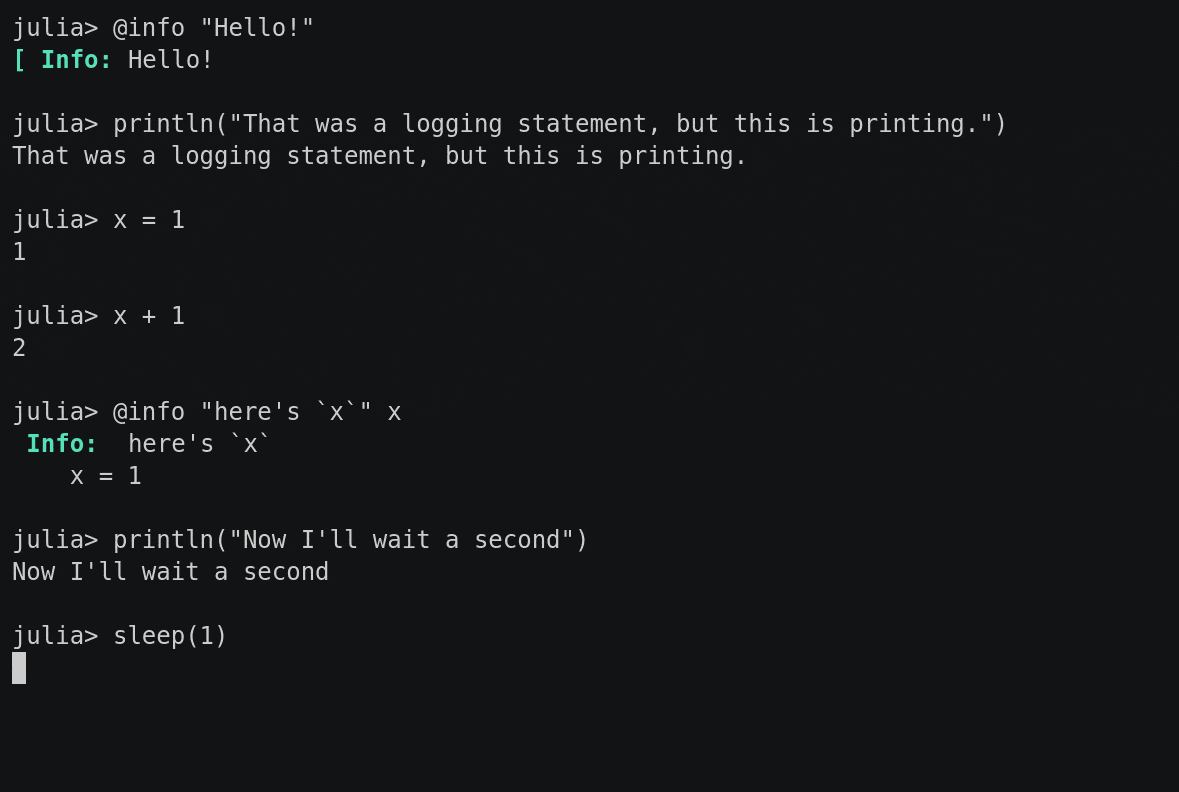 julia> @info "Hello!"
[ Info: Hello!
julia> println("That was a logging statement, but this is printing.")
That was a logging statement, but this is printing.
julia> x = 1
1
julia> x + 1
2
julia> @info "here's `x`" x
 Info:  here's `x`
    x = 1
julia> println("Now I'll wait a second")
Now I'll wait a second
julia> sleep(1)